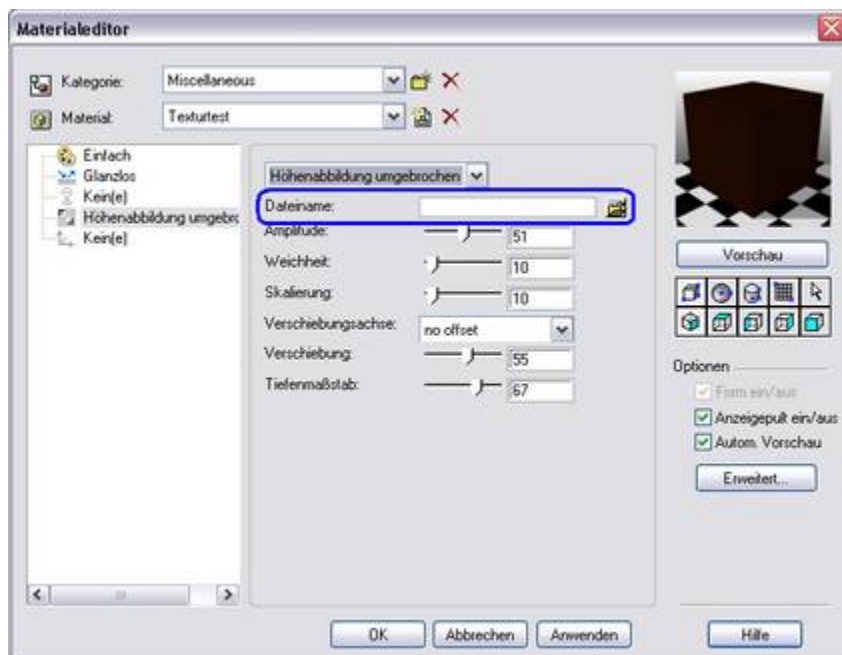 Materialeditor
Kategorie: Miscellaneous
Material: Texturtest
Einfach
Glanzlos
Kein(e)
Höhenabbildung umgebrc
Kein(e)
Höhenabbildung umgebrochen
Dateiname:
Amplitude: 51
Weichheit: 10
Skalierung: 10
Verschiebungsachse: no offset
Verschiebung: 55
Tiefenmaßstab: 67
Vorschau
Optionen
Form ein/aus
Anzeigepult ein/aus
Autom. Vorschau
Erweitert...
OK Abbrechen Anwenden Hilfe